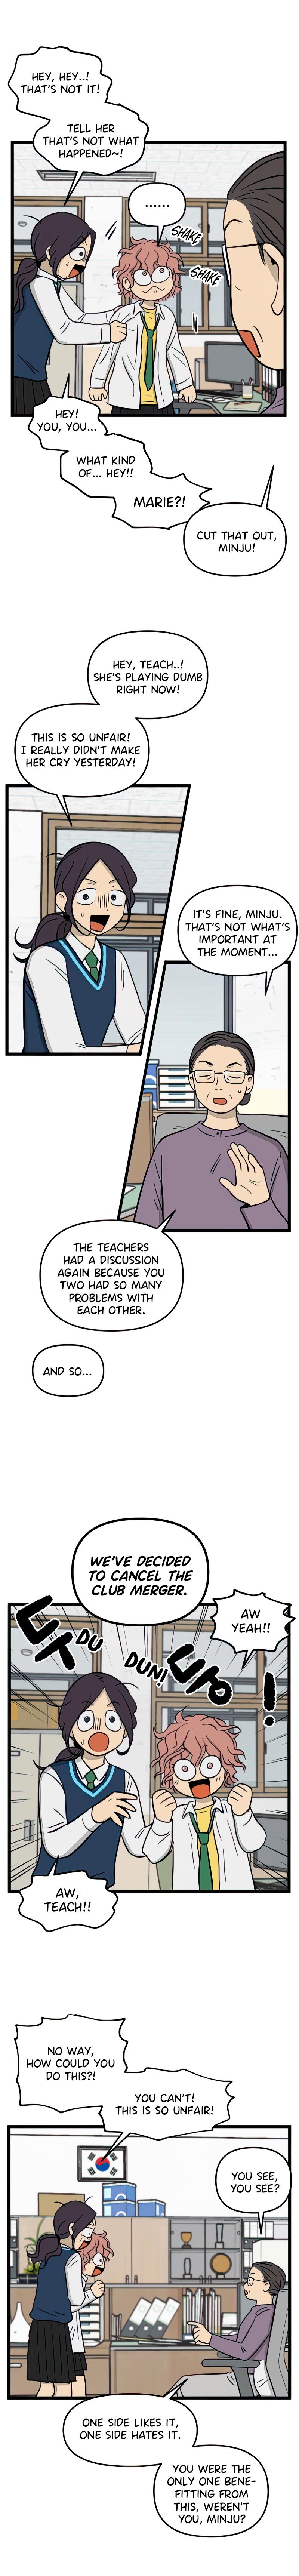 HEY, HEY..!
THAT'S NOT IT!
TELL HER
THAT'S NOT WHAT
HAPPENED~!
......
SHAKE
SHAKE
HEY!
YOU, YOU...
WHAT KIND
OF... HEY!!
MARIE?!
CUT THAT OUT,
MINJU!
HEY, TEACH..!
SHE'S PLAYING DUMB
RIGHT NOW!
THIS IS SO UNFAIR!
I REALLY DIDN'T MAKE
HER CRY YESTERDAY!
IT'S FINE, MINJU.
THAT'S NOT WHAT'S
IMPORTANT AT
THE MOMENT...
THE TEACHERS
HAD A DISCUSSION
AGAIN BECAUSE YOU
TWO HAD SO MANY
PROBLEMS WITH
EACH OTHER.
AND SO...
WE'VE DECIDED
TO CANCEL THE
CLUB MERGER.
AW
YEAH!!
두
DU
DUN!
둥
!
AW,
TEACH!!
NO WAY,
HOW COULD YOU
DO THIS?!
YOU CAN'T!
THIS IS SO UNFAIR!
YOU SEE,
YOU SEE?
ONE SIDE LIKES IT,
ONE SIDE HATES IT.
YOU WERE THE
ONLY ONE BENE-
FITTING FROM
THIS, WEREN'T
YOU, MINJU?